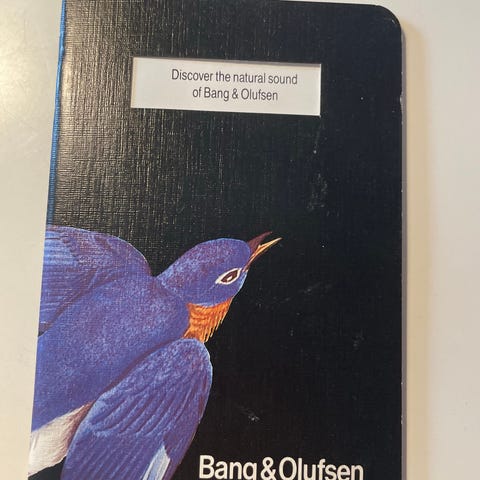 Discover the natural sound
of Bang & Olufsen
Bang & Olufsen